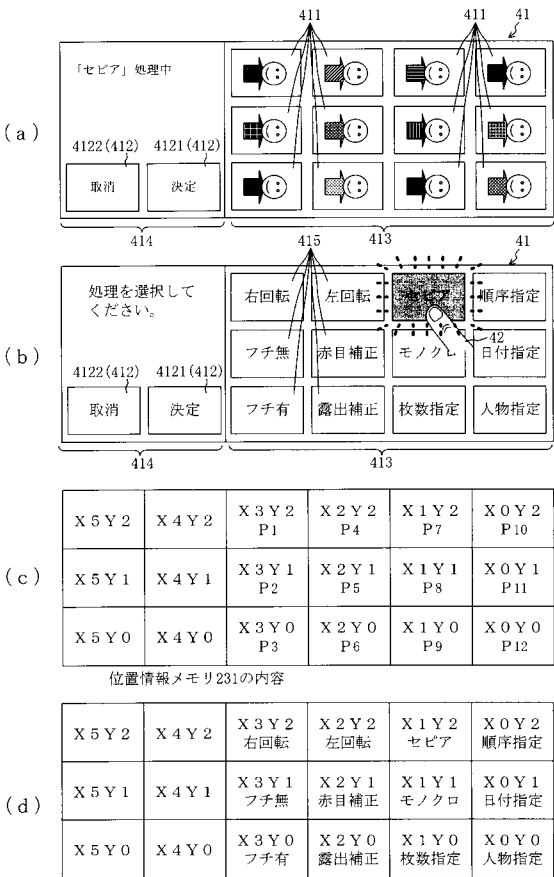 411 411 41
(a)
「セピア」処理中
4122(412) 4121(412)
取消 決定
414 413
415 41
(b)
処理を選択して
ください。
右回転 左回転 セピア 順序指定
42
フチ無 赤目補正 モノクロ 日付指定
4122(412) 4121(412)
取消 決定
フチ有 露出補正 枚数指定 人物指定
414 413
(c)
X5Y2 X4Y2 X3Y2 X2Y2 X1Y2 X0Y2
P1 P4 P7 P10
X5Y1 X4Y1 X3Y1 X2Y1 X1Y1 X0Y1
P2 P5 P8 P11
X5Y0 X4Y0 X3Y0 X2Y0 X1Y0 X0Y0
P3 P6 P9 P12
位置情報メモリ231の内容
(d)
X5Y2 X4Y2 X3Y2 X2Y2 X1Y2 X0Y2
右回転 左回転 セピア 順序指定
X5Y1 X4Y1 X3Y1 X2Y1 X1Y1 X0Y1
フチ無 赤目補正 モノクロ 日付指定
X5Y0 X4Y0 X3Y0 X2Y0 X1Y0 X0Y0
フチ有 露出補正 枚数指定 人物指定